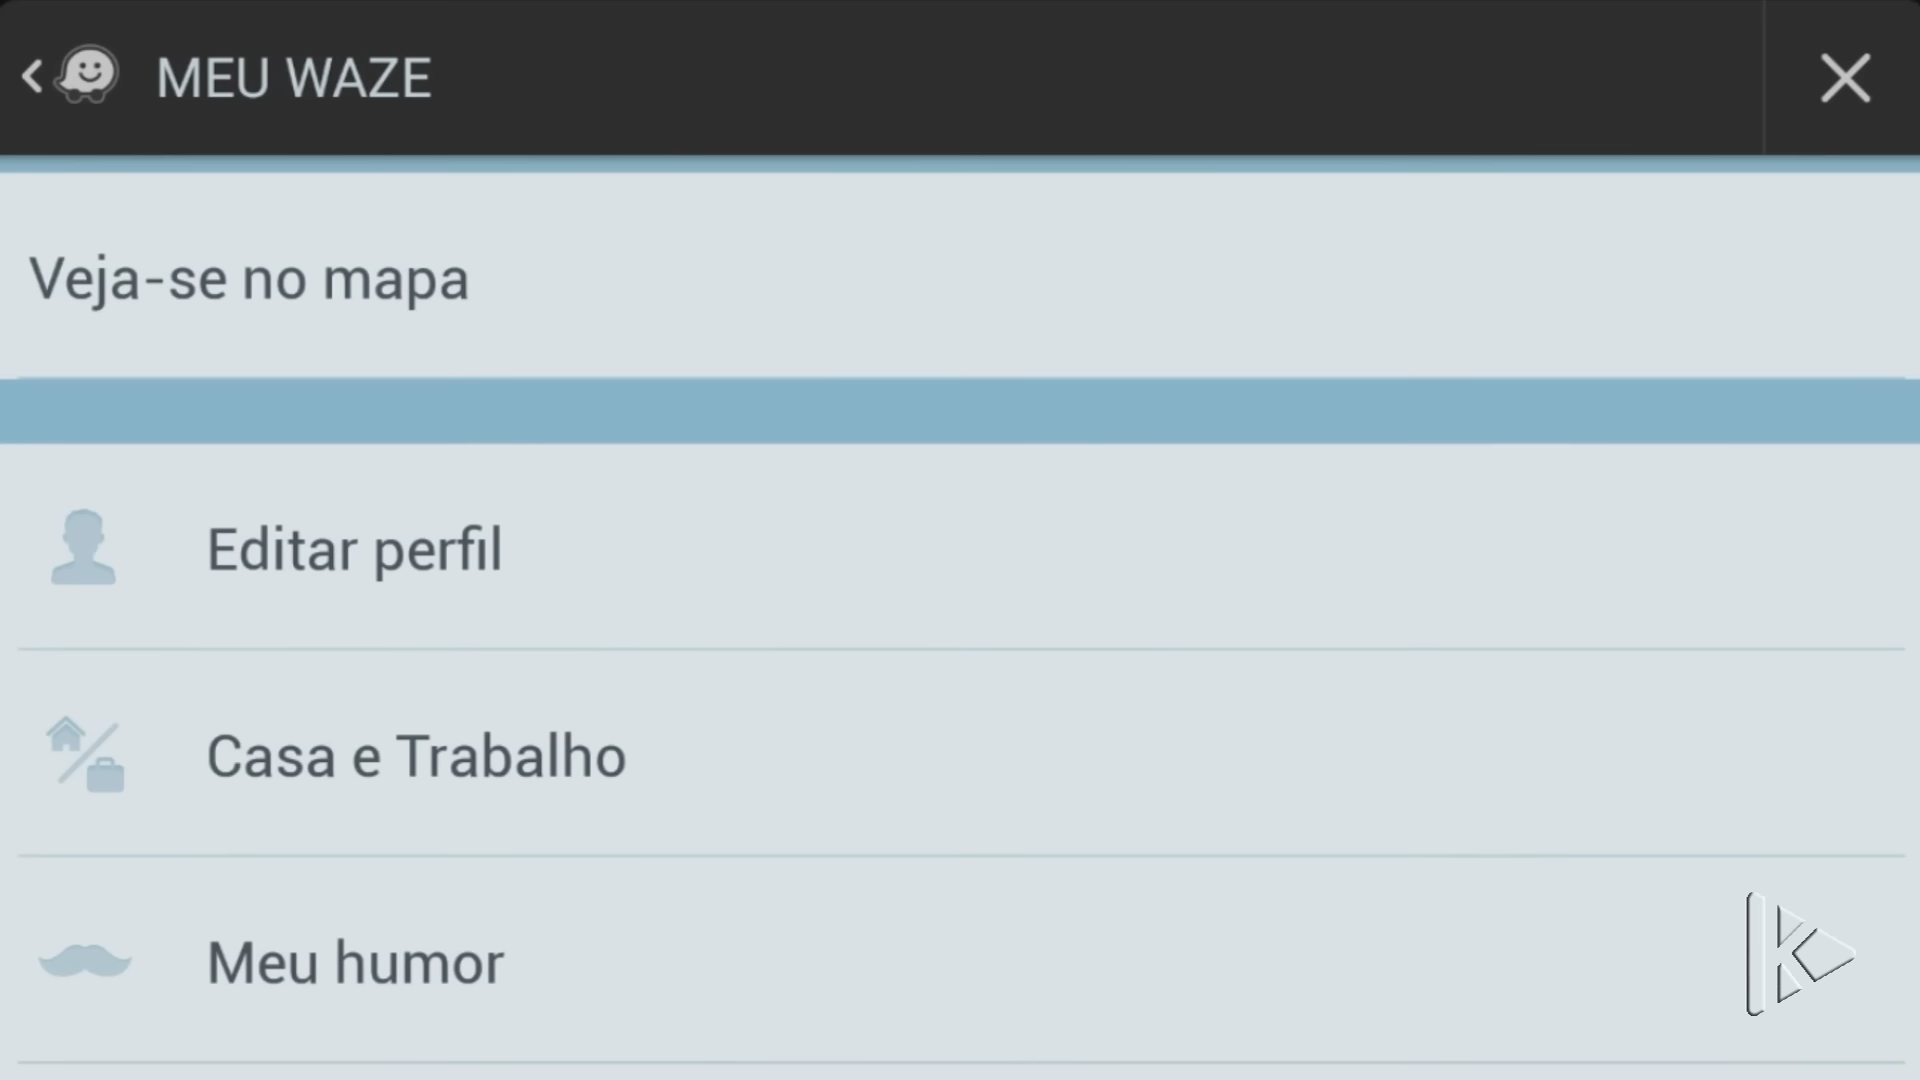 MEU WAZE
Veja-se no mapa
Editar perfil
Casa e Trabalho
Meu humor